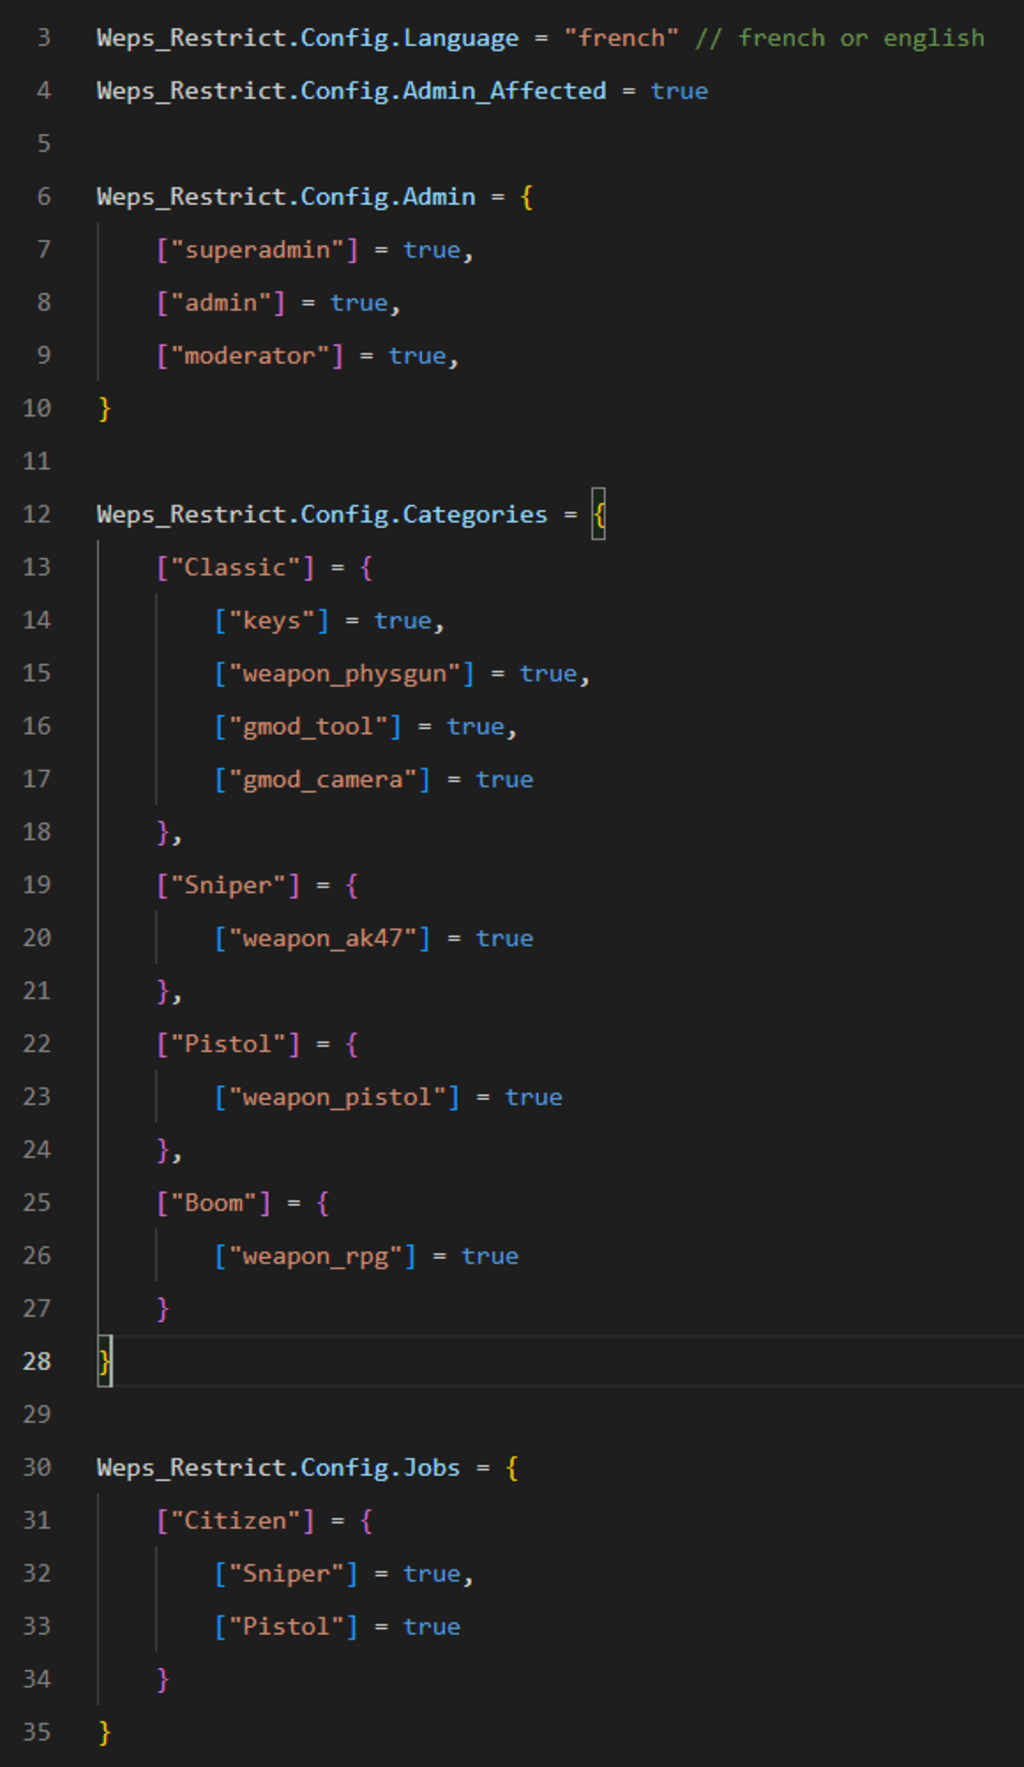 3 Weps_Restrict.Config.Language = "french" // french or english
4 Weps_Restrict.Config.Admin_Affected = true
5
6 Weps_Restrict.Config.Admin = {
7     ["superadmin"] = true,
8     ["admin"] = true,
9     ["moderator"] = true,
10 }
11
12 Weps_Restrict.Config.Categories = {
13     ["Classic"] = {
14         ["keys"] = true,
15         ["weapon_physgun"] = true,
16         ["gmod_tool"] = true,
17         ["gmod_camera"] = true
18     },
19     ["Sniper"] = {
20         ["weapon_ak47"] = true
21     },
22     ["Pistol"] = {
23         ["weapon_pistol"] = true
24     },
25     ["Boom"] = {
26         ["weapon_rpg"] = true
27     }
28 }
29
30 Weps_Restrict.Config.Jobs = {
31     ["Citizen"] = {
32         ["Sniper"] = true,
33         ["Pistol"] = true
34     }
35 }